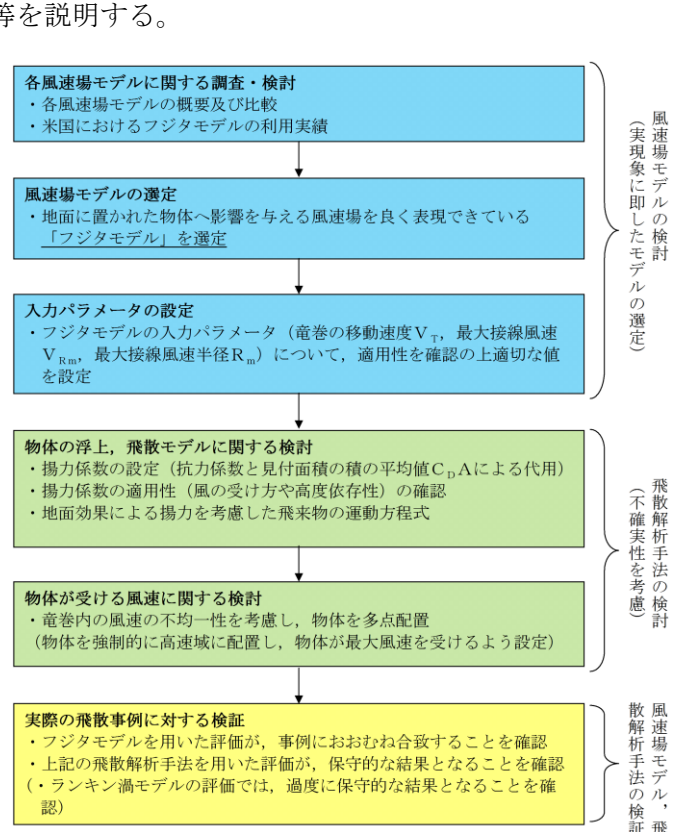 等を説明する。
各風速場モデルに関する調査・検討
・各風速場モデルの概要及び比較
・米国におけるフジタモデルの利用実績
風速場モデルの選定
・地面に置かれた物体へ影響を与える風速場を良く表現できている
「フジタモデル」を選定
入力パラメータの設定
・フジタモデルの入力パラメータ（竜巻の移動速度VT，最大接線風速
VRm，最大接線風速半径Rm）について，適用性を確認の上適切な値
を設定
風速場モデルの検討
（実現象に即したモデルの選定）
物体の浮上，飛散モデルに関する検討
・揚力係数の設定（抗力係数と見付面積の積の平均値CDAによる代用）
・揚力係数の適用性（風の受け方や高度依存性）の確認
・地面効果による揚力を考慮した飛来物の運動方程式
物体が受ける風速に関する検討
・竜巻内の風速の不均一性を考慮し，物体を多点配置
（物体を強制的に高速域に配置し，物体が最大風速を受けるよう設定）
飛散解析手法の検討
（不確実性を考慮）
実際の飛散事例に対する検証
・フジタモデルを用いた評価が，事例におおむね合致することを確認
・上記の飛散解析手法を用いた評価が，保守的な結果となることを確認
（・ランキン渦モデルの評価では，過度に保守的な結果となることを確
認）
風速場モデル，飛
散解析手法の検証